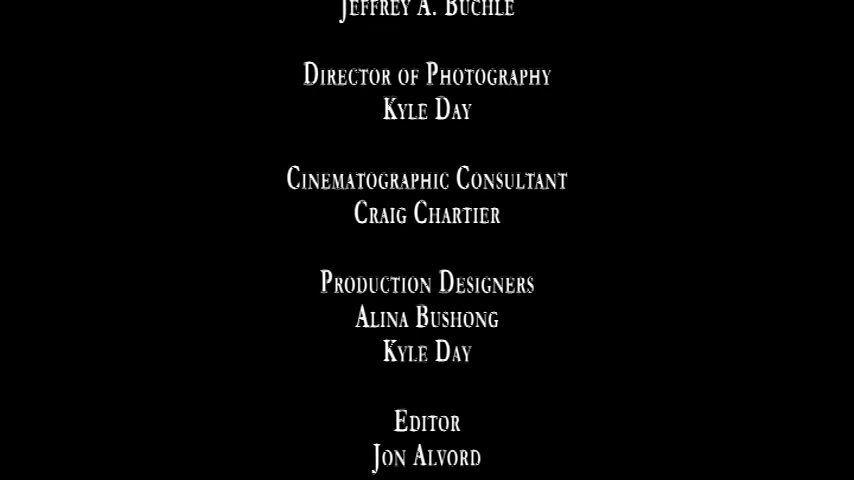 Jeffrey A. Buchle
Director of Photography
Kyle Day
Cinematographic Consultant
Craig Chartier
Production Designers
Alina Bushong
Kyle Day
Editor
Jon Alvord